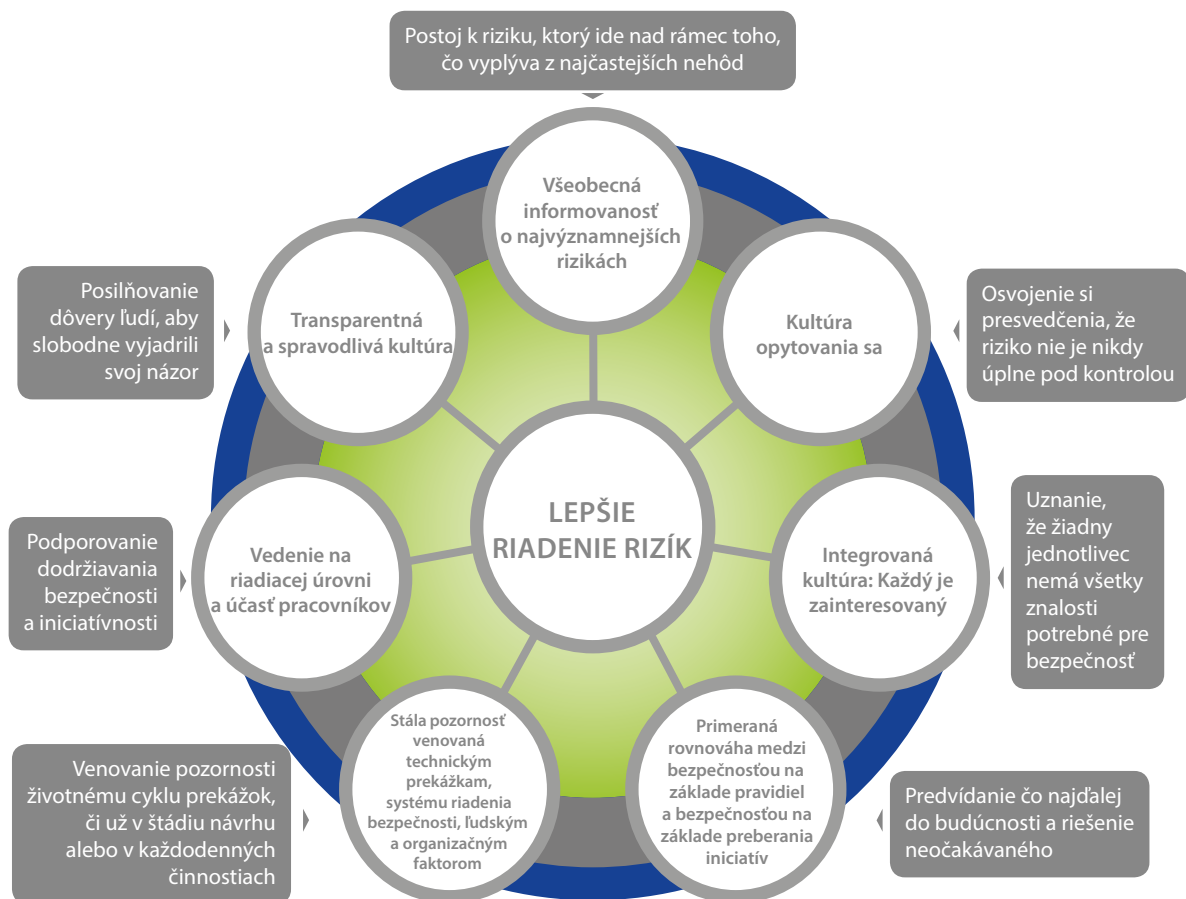 Postoj k riziku, ktorý ide nad rámec toho,
čo vyplýva z najčastejších nehôd
Všeobecná
informovanosť
o najvýznamnejších
rizikách
Posilňovanie
dôvery ľudí, aby
slobodne vyjadrili
svoj názor
Transparentná
a spravodlivá kultúra
Kultúra
opytovania sa
Osvojenie si
presvedčenia, že
riziko nie je nikdy
úplne pod kontrolou
LEPŠIE
RIADENIE RIZÍK
Podporovanie
dodržiavania
bezpečnosti
a iniciatívnosti
Vedenie na
riadiacej úrovni
a účasť pracovníkov
Integrovaná
kultúra: Každý je
zainteresovaný
Uznanie,
že žiadny
jednotlivec
nemá všetky
znalosti
potrebné pre
bezpečnosť
Venovanie pozornosti
životnému cyklu prekážok,
či už v štádiu návrhu
alebo v každodenných
činnostiach
Stála pozornosť
venovaná
technickým
prekážkam,
systému riadenia
bezpečnosti, ľudským
a organizačným
faktorom
Primeraná
rovnováha medzi
bezpečnosťou na
základe pravidiel
a bezpečnosťou na
základe preberania
iniciatív
Predvídanie čo najďalej
do budúcnosti a riešenie
neočakávaného